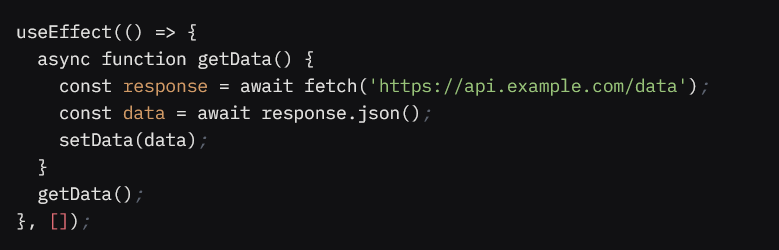 useEffect(() => {
  async function getData() {
    const response = await fetch('https://api.example.com/data');
    const data = await response.json();
    setData(data);
  }
  getData();
}, []);